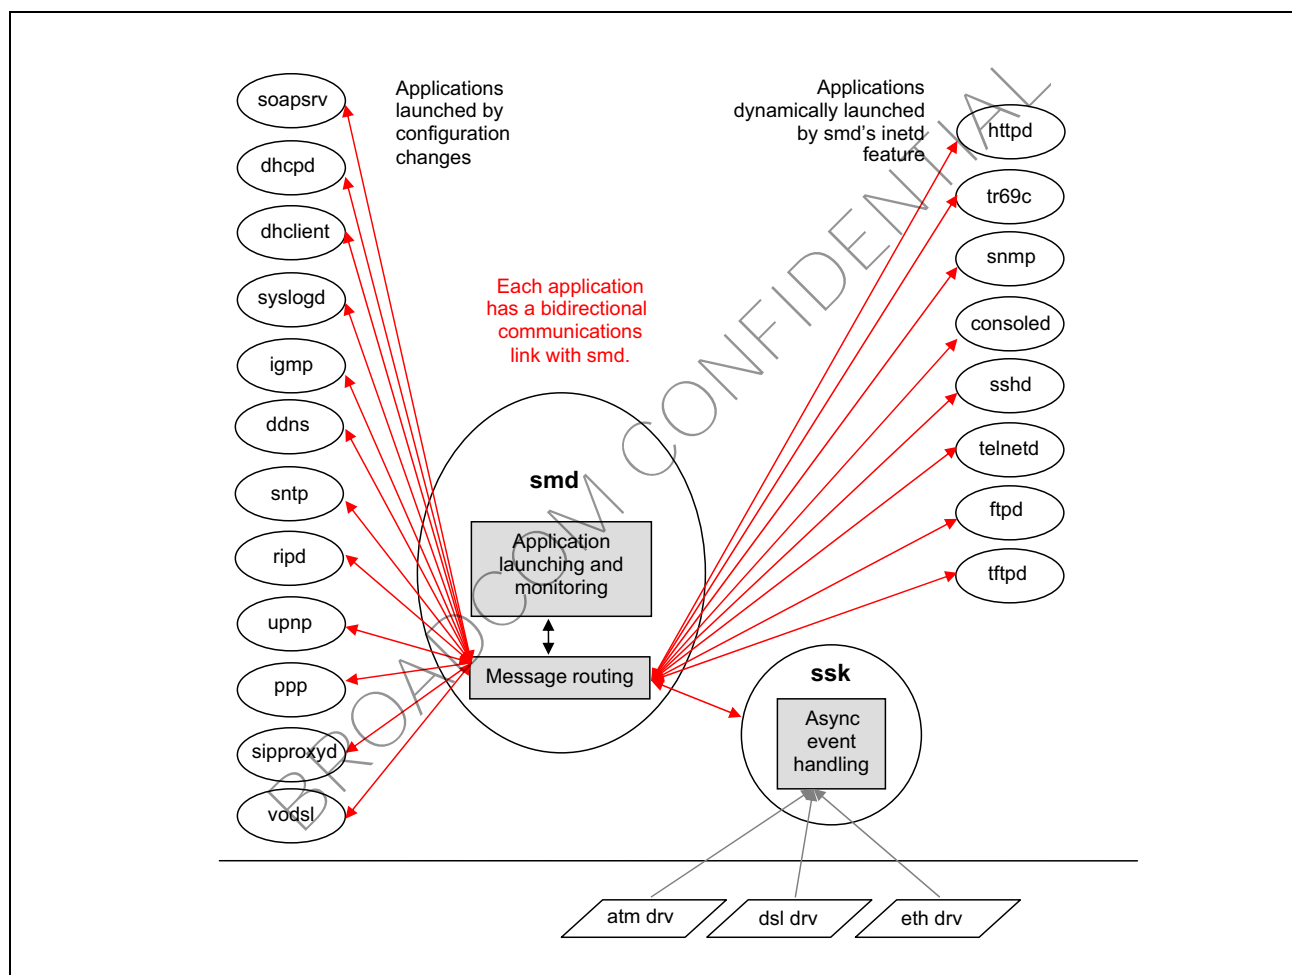 soapsrv
dhcpd
dhclient
syslogd
igmp
ddns
sntp
ripd
upnp
ppp
sipproxyd
vodsl
Applications
launched by
configuration
changes
Each application
has a bidirectional
communications
link with smd.
smd
Application
launching and
monitoring
Message routing
Applications
dynamically launched
by smd's inetd
feature
httpd
tr69c
snmp
consoled
sshd
telnetd
ftpd
tftpd
ssk
Async
event
handling
atm drv
dsl drv
eth drv
BROADCOM CONFIDENTIAL